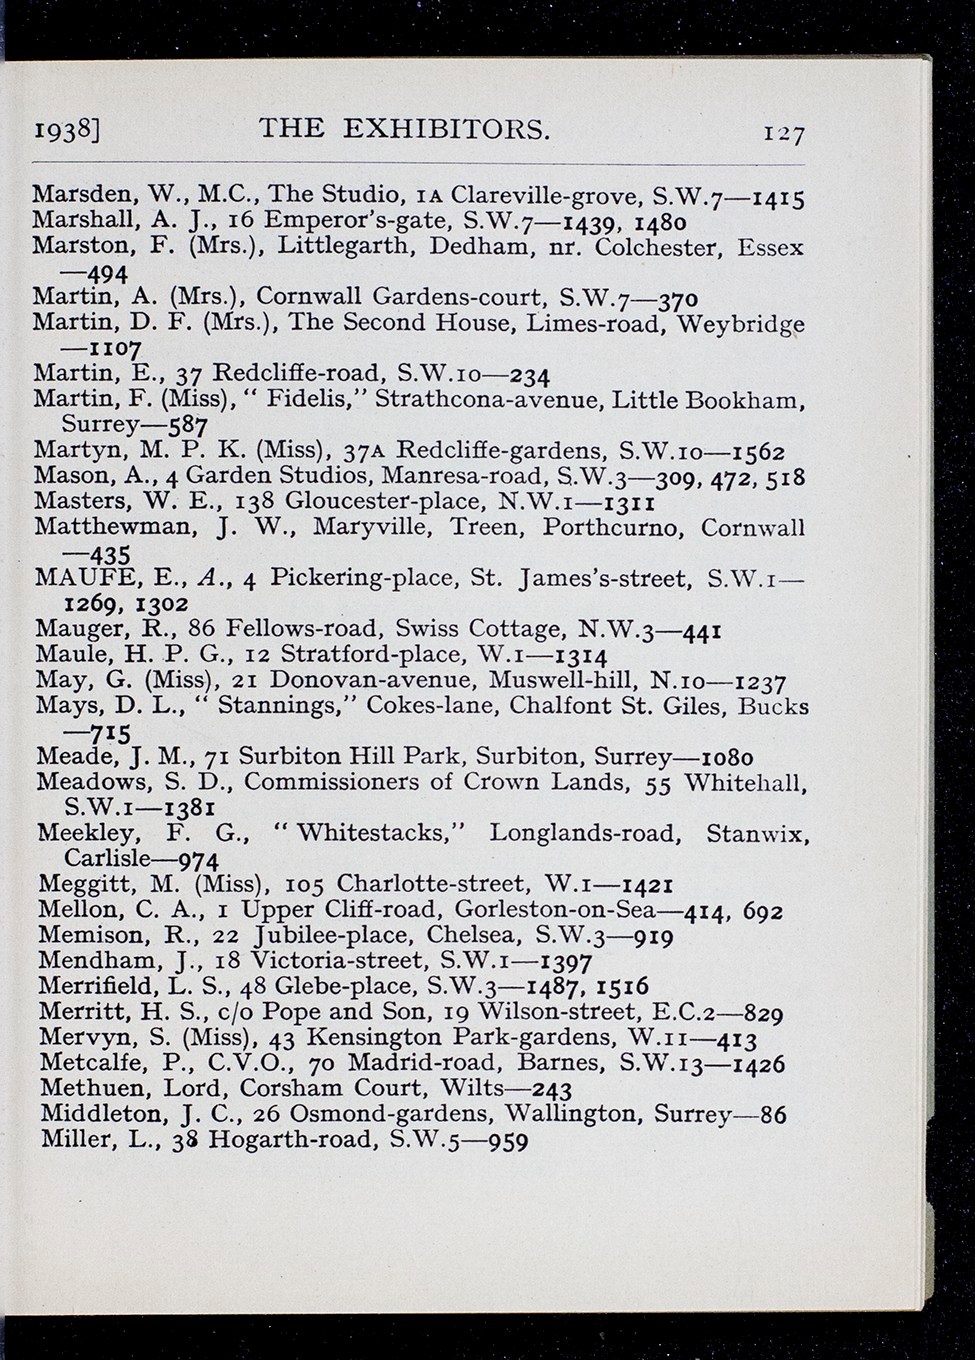 1938] THE EXHIBITORS. 127
Marsden, W., M.C., The Studio, 1A Clareville-grove, S.W.7—1415
Marshall, A. J., 16 Emperor's-gate, S.W.7—1439, 1480
Marston, F. (Mrs.), Littlegarth, Dedham, nr. Colchester, Essex
—494
Martin, A. (Mrs.), Cornwall Gardens-court, S.W.7—370
Martin, D. F. (Mrs.), The Second House, Limes-road, Weybridge
—1107
Martin, E., 37 Redcliffe-road, S.W.10—234
Martin, F. (Miss), “ Fidelis,” Strathcona-avenue, Little Bookham,
Surrey—587
Martyn, M. P. K. (Miss), 37A Redcliffe-gardens, S.W.10—1562
Mason, A., 4 Garden Studios, Manresa-road, S.W.3—309, 472, 518
Masters, W. E., 138 Gloucester-place, N.W.1—1311
Matthewman, J. W., Maryville, Treen, Porthcurno, Cornwall
—435
MAUFE, E., A., 4 Pickering-place, St. James's-street, S.W.1—
1269, 1302
Mauger, R., 86 Fellows-road, Swiss Cottage, N.W.3—441
Maule, H. P. G., 12 Stratford-place, W.1—1314
May, G. (Miss), 21 Donovan-avenue, Muswell-hill, N.10—1237
Mays, D. L., “ Stannings,” Cokes-lane, Chalfont St. Giles, Bucks
—715
Meade, J. M., 71 Surbiton Hill Park, Surbiton, Surrey—1080
Meadows, S. D., Commissioners of Crown Lands, 55 Whitehall,
S.W.1—1381
Meekley, F. G., “ Whitestacks,” Longlands-road, Stanwix,
Carlisle—974
Meggitt, M. (Miss), 105 Charlotte-street, W.1—1421
Mellon, C. A., 1 Upper Cliff-road, Gorleston-on-Sea—414, 692
Memison, R., 22 Jubilee-place, Chelsea, S.W.3—919
Mendham, J., 18 Victoria-street, S.W.1—1397
Merrifield, L. S., 48 Glebe-place, S.W.3—1487, 1516
Merritt, H. S., c/o Pope and Son, 19 Wilson-street, E.C.2—829
Mervyn, S. (Miss), 43 Kensington Park-gardens, W.11—413
Metcalfe, P., C.V.O., 70 Madrid-road, Barnes, S.W.13—1426
Methuen, Lord, Corsham Court, Wilts—243
Middleton, J. C., 26 Osmond-gardens, Wallington, Surrey—86
Miller, L., 38 Hogarth-road, S.W.5—959